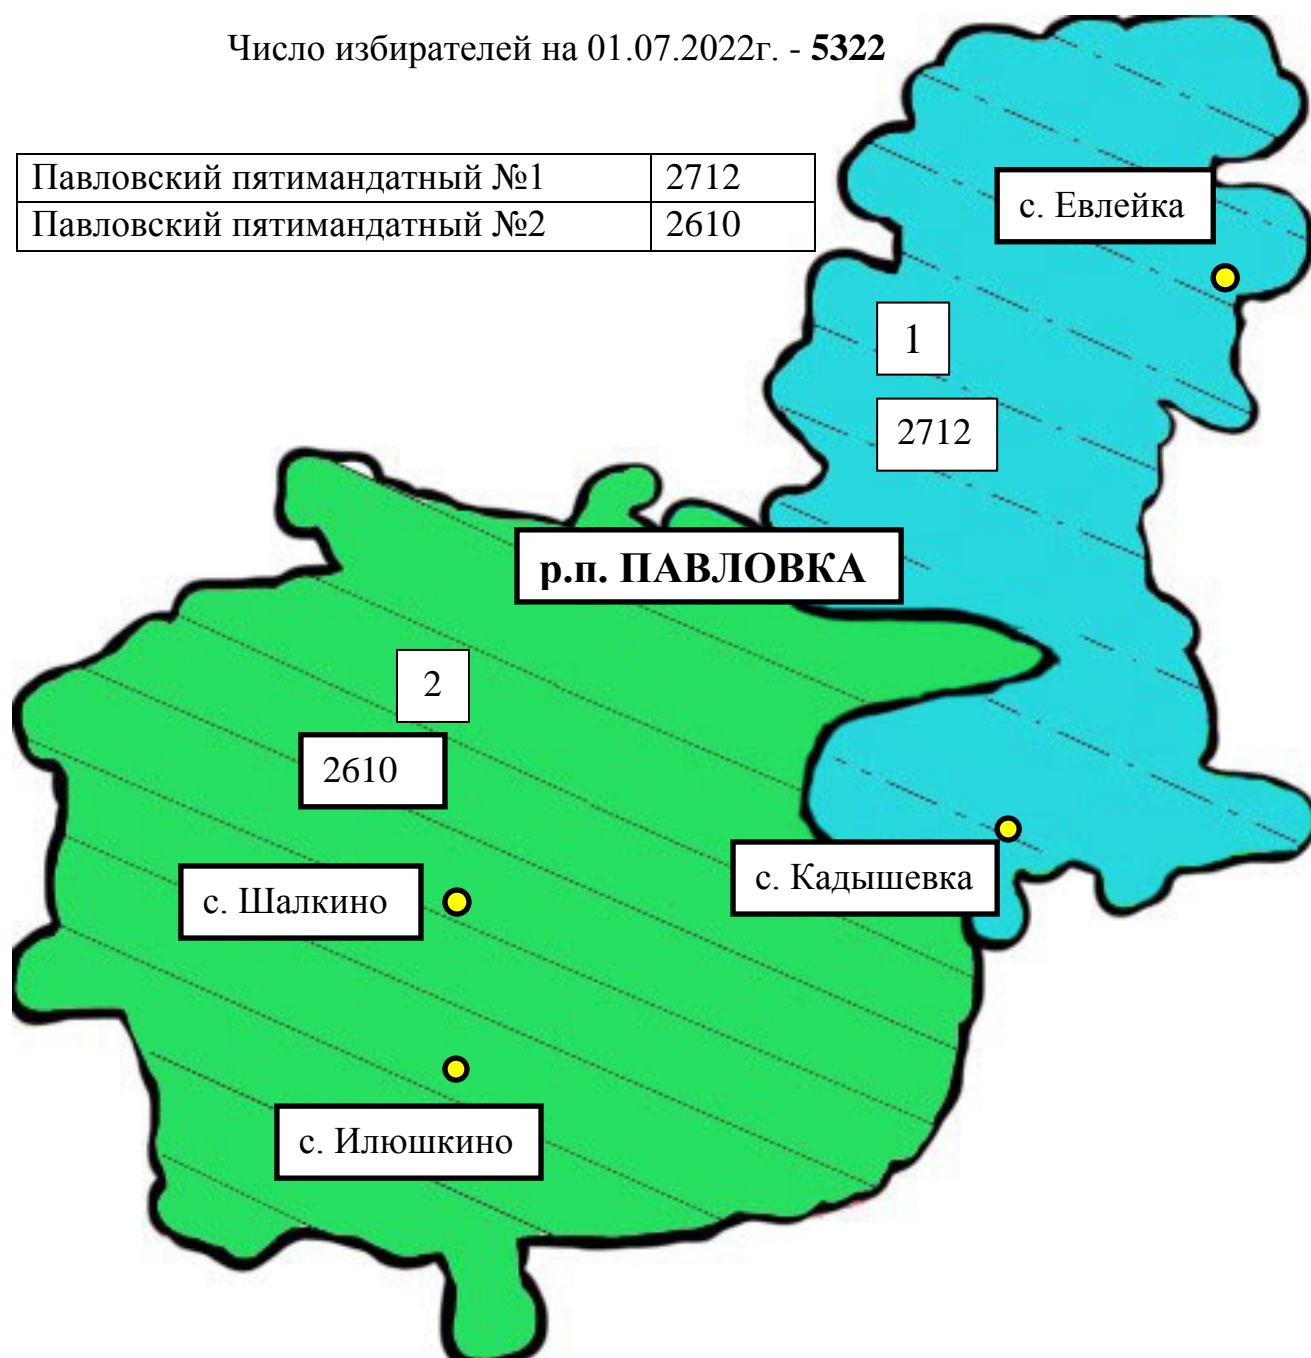 Число избирателей на 01.07.2022г. - 5322
Павловский пятимандатный №1 2712
Павловский пятимандатный №2 2610
с. Евлейка
1
2712
р.п. ПАВЛОВКА
2
2610
с. Кадышевка
с. Шалкино
с. Илюшкино